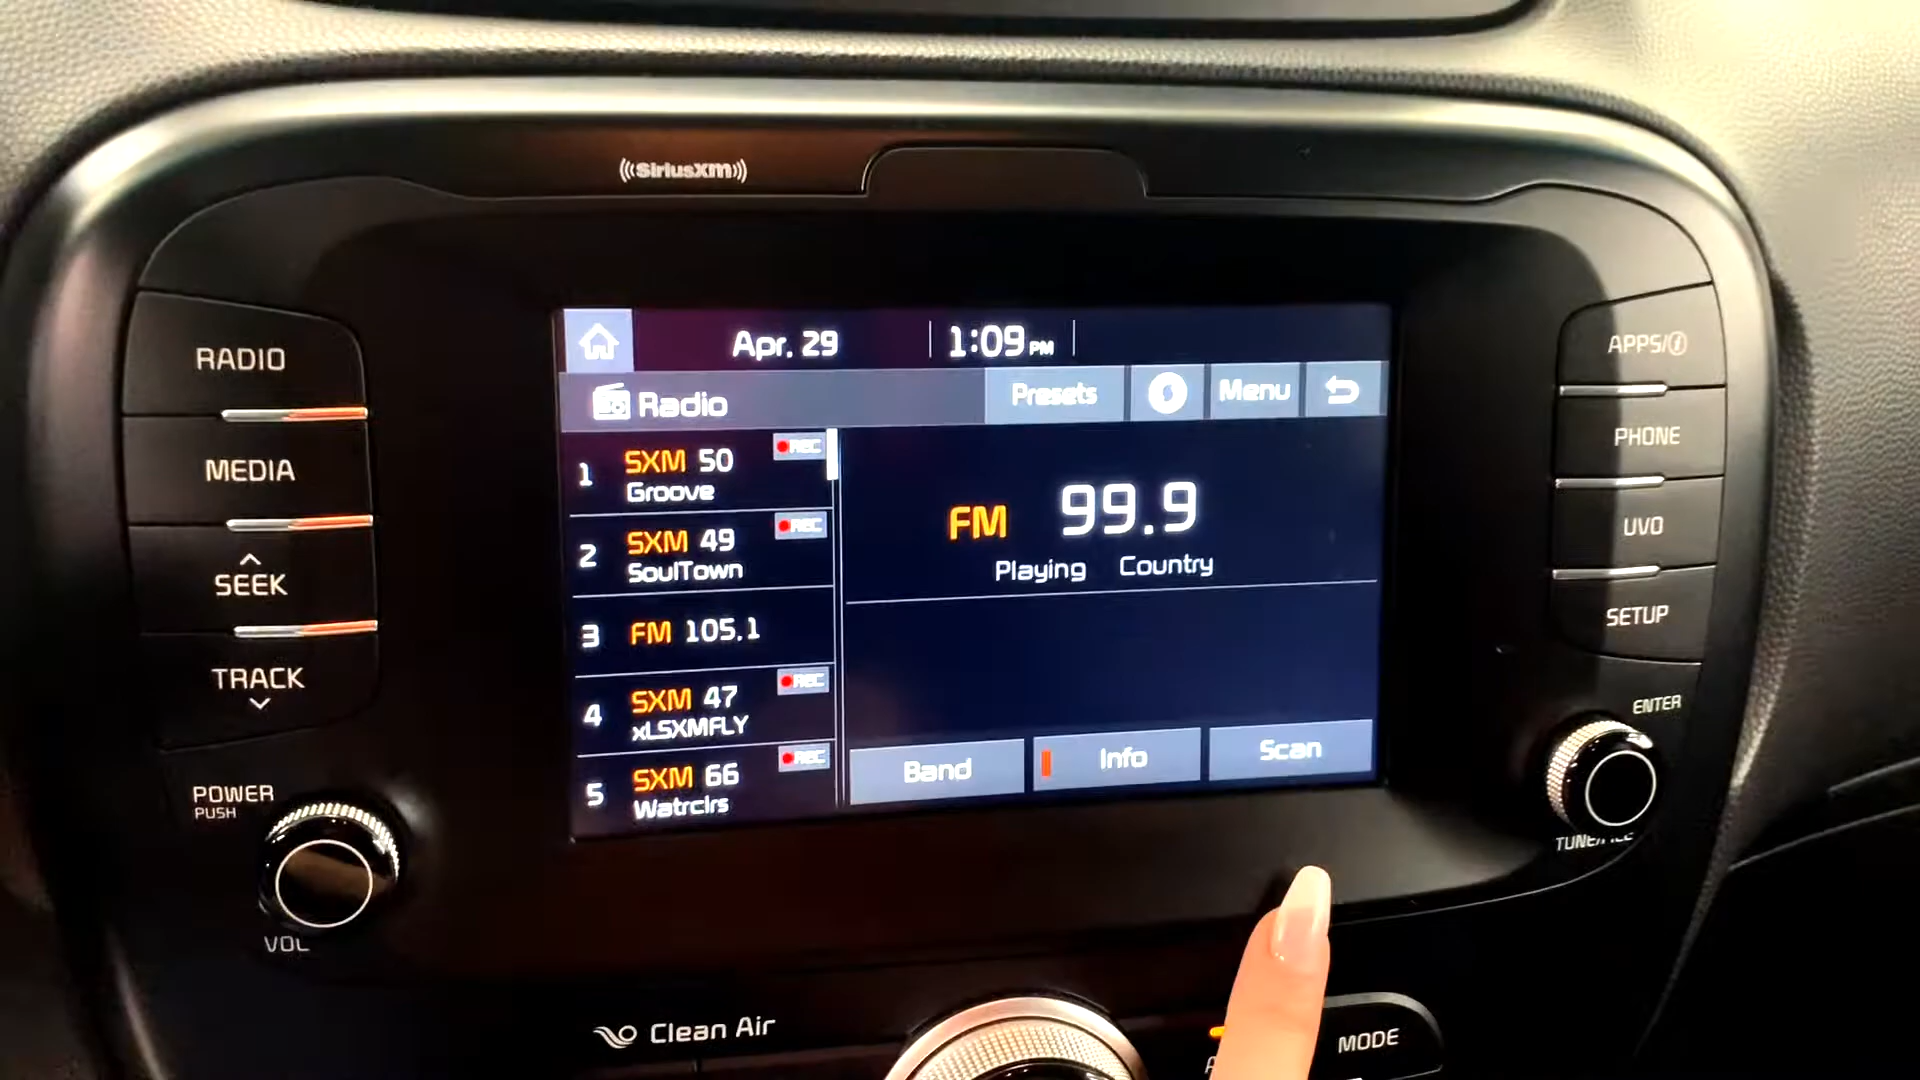 SiriusXM
RADIO
MEDIA
SEEK
TRACK
POWER
PUSH
VOL
Apr. 29
1:09 PM
Radio
Presets
Menu
1 SXM 50 REC
Groove
2 SXM 49 REC
SoulTown
3 FM 105.1
4 SXM 47 REC
xLSXMFLY
5 SXM 66 REC
Watrclrs
FM 99.9
Playing Country
Band
Info
Scan
APPS/i
PHONE
UVO
SETUP
ENTER
Clean Air
MODE